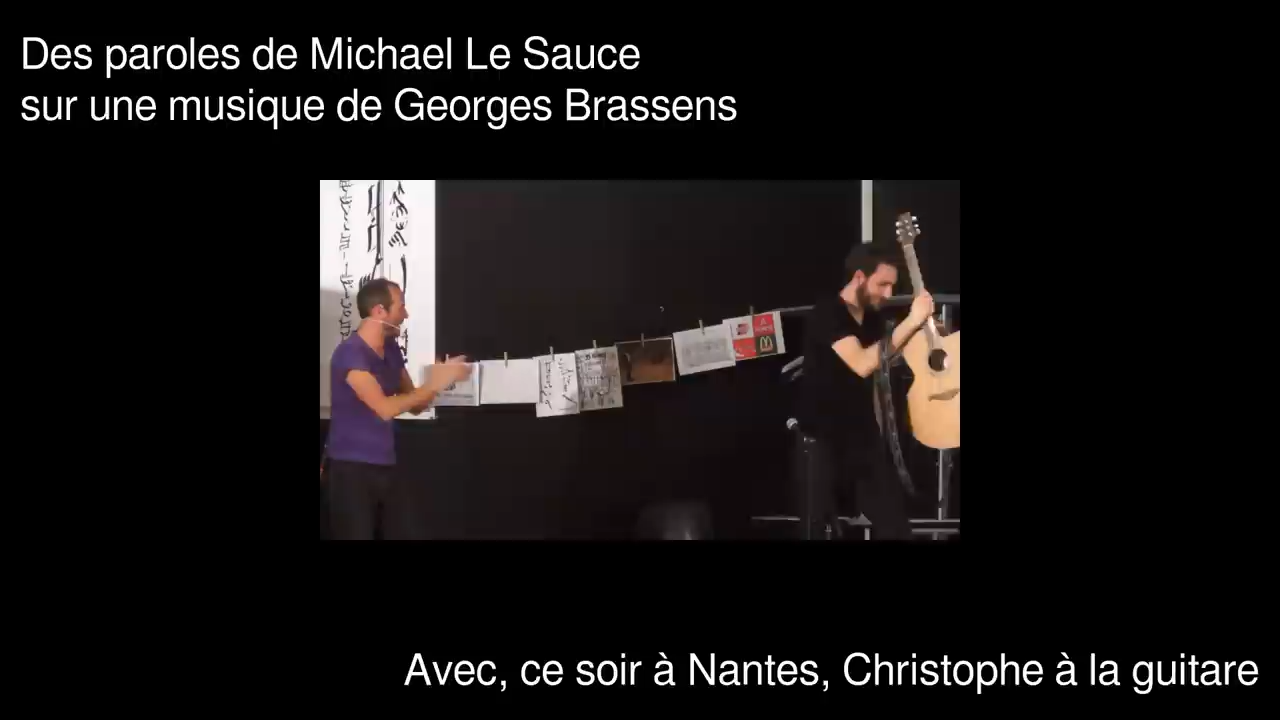 Des paroles de Michael Le Sauce
sur une musique de Georges Brassens
Avec, ce soir à Nantes, Christophe à la guitare